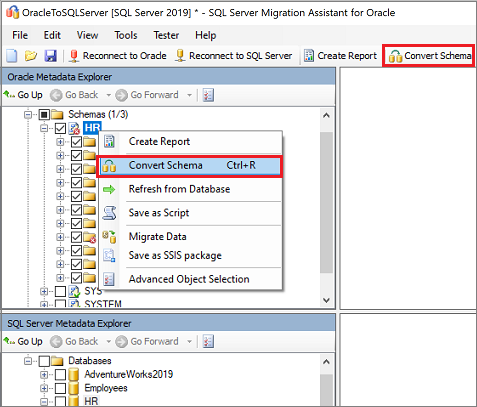 OracleToSQLServer [SQL Server 2019] * - SQL Server Migration Assistant for Oracle
File Edit View Tools Tester Help
Reconnect to Oracle Reconnect to SQL Server Create Report Convert Schema
Oracle Metadata Explorer
Go Up Go Back Go Forward
Schemas (1/3)
HR
Create Report
Convert Schema Ctrl+R
Refresh from Database
Save as Script
Migrate Data
Save as SSIS package
Advanced Object Selection
SYS
SYSTEM
SQL Server Metadata Explorer
Go Up Go Back Go Forward
Databases
AdventureWorks2019
Employees
HR